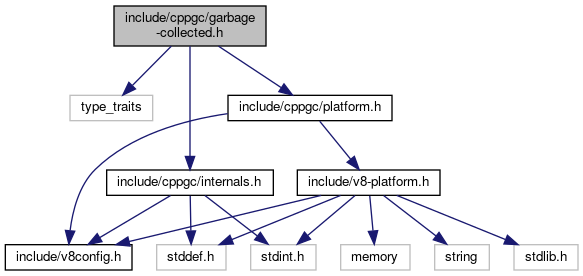 include/cppgc/garbage
-collected.h
type_traits
include/cppgc/platform.h
include/cppgc/internals.h
include/v8-platform.h
include/v8config.h
stddef.h
stdint.h
memory
string
stdlib.h